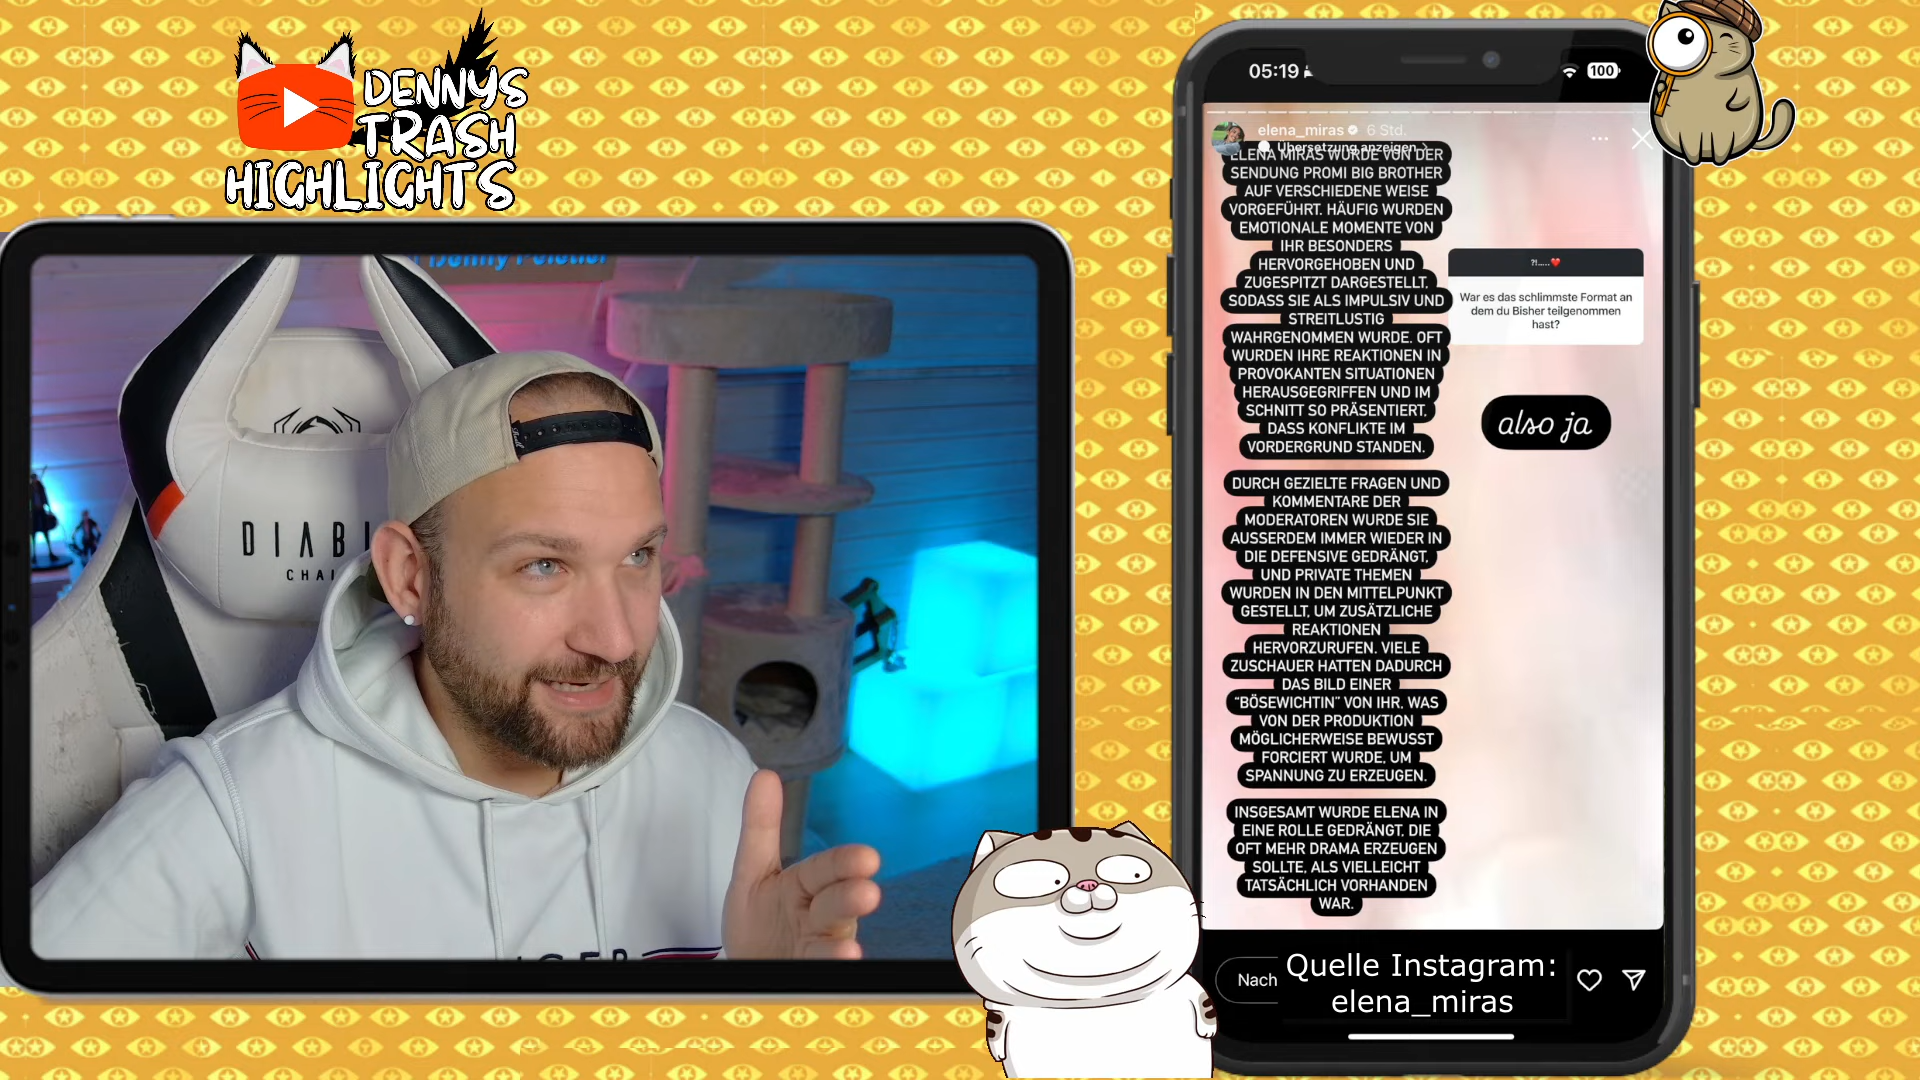 DENNYS
TRASH
HIGHLIGHTS
DIAB
CHAI
05:19
100
elena_miras 6 Std.
Übersetzung anzeigen
ELENA MIRAS WURDE VON DER
SENDUNG PROMI BIG BROTHER
AUF VERSCHIEDENE WEISE
VORGEFÜHRT. HÄUFIG WURDEN
EMOTIONALE MOMENTE VON
IHR BESONDERS
HERVORGEHOBEN UND
ZUGESPITZT DARGESTELLT,
SODASS SIE ALS IMPULSIV UND
STREITLUSTIG
WAHRGENOMMEN WURDE. OFT
WURDEN IHRE REAKTIONEN IN
PROVOKANTEN SITUATIONEN
HERAUSGEGRIFFEN UND IM
SCHNITT SO PRÄSENTIERT,
DASS KONFLIKTE IM
VORDERGRUND STANDEN.
DURCH GEZIELTE FRAGEN UND
KOMMENTARE DER
MODERATOREN WURDE SIE
AUSSERDEM IMMER WIEDER IN
DIE DEFENSIVE GEDRÄNGT,
UND PRIVATE THEMEN
WURDEN IN DEN MITTELPUNKT
GESTELLT, UM ZUSÄTZLICHE
REAKTIONEN
HERVORZURUFEN. VIELE
ZUSCHAUER HATTEN DADURCH
DAS BILD EINER
“BÖSEWICHTIN” VON IHR, WAS
VON DER PRODUKTION
MÖGLICHERWEISE BEWUSST
FORCIERT WURDE, UM
SPANNUNG ZU ERZEUGEN.
INSGESAMT WURDE ELENA IN
EINE ROLLE GEDRÄNGT, DIE
OFT MEHR DRAMA ERZEUGEN
SOLLTE, ALS VIELLEICHT
TATSÄCHLICH VORHANDEN
WAR.
?!.....❤️
War es das schlimmste Format an
dem du Bisher teilgenommen
hast?
also ja
Nach
Quelle Instagram:
elena_miras